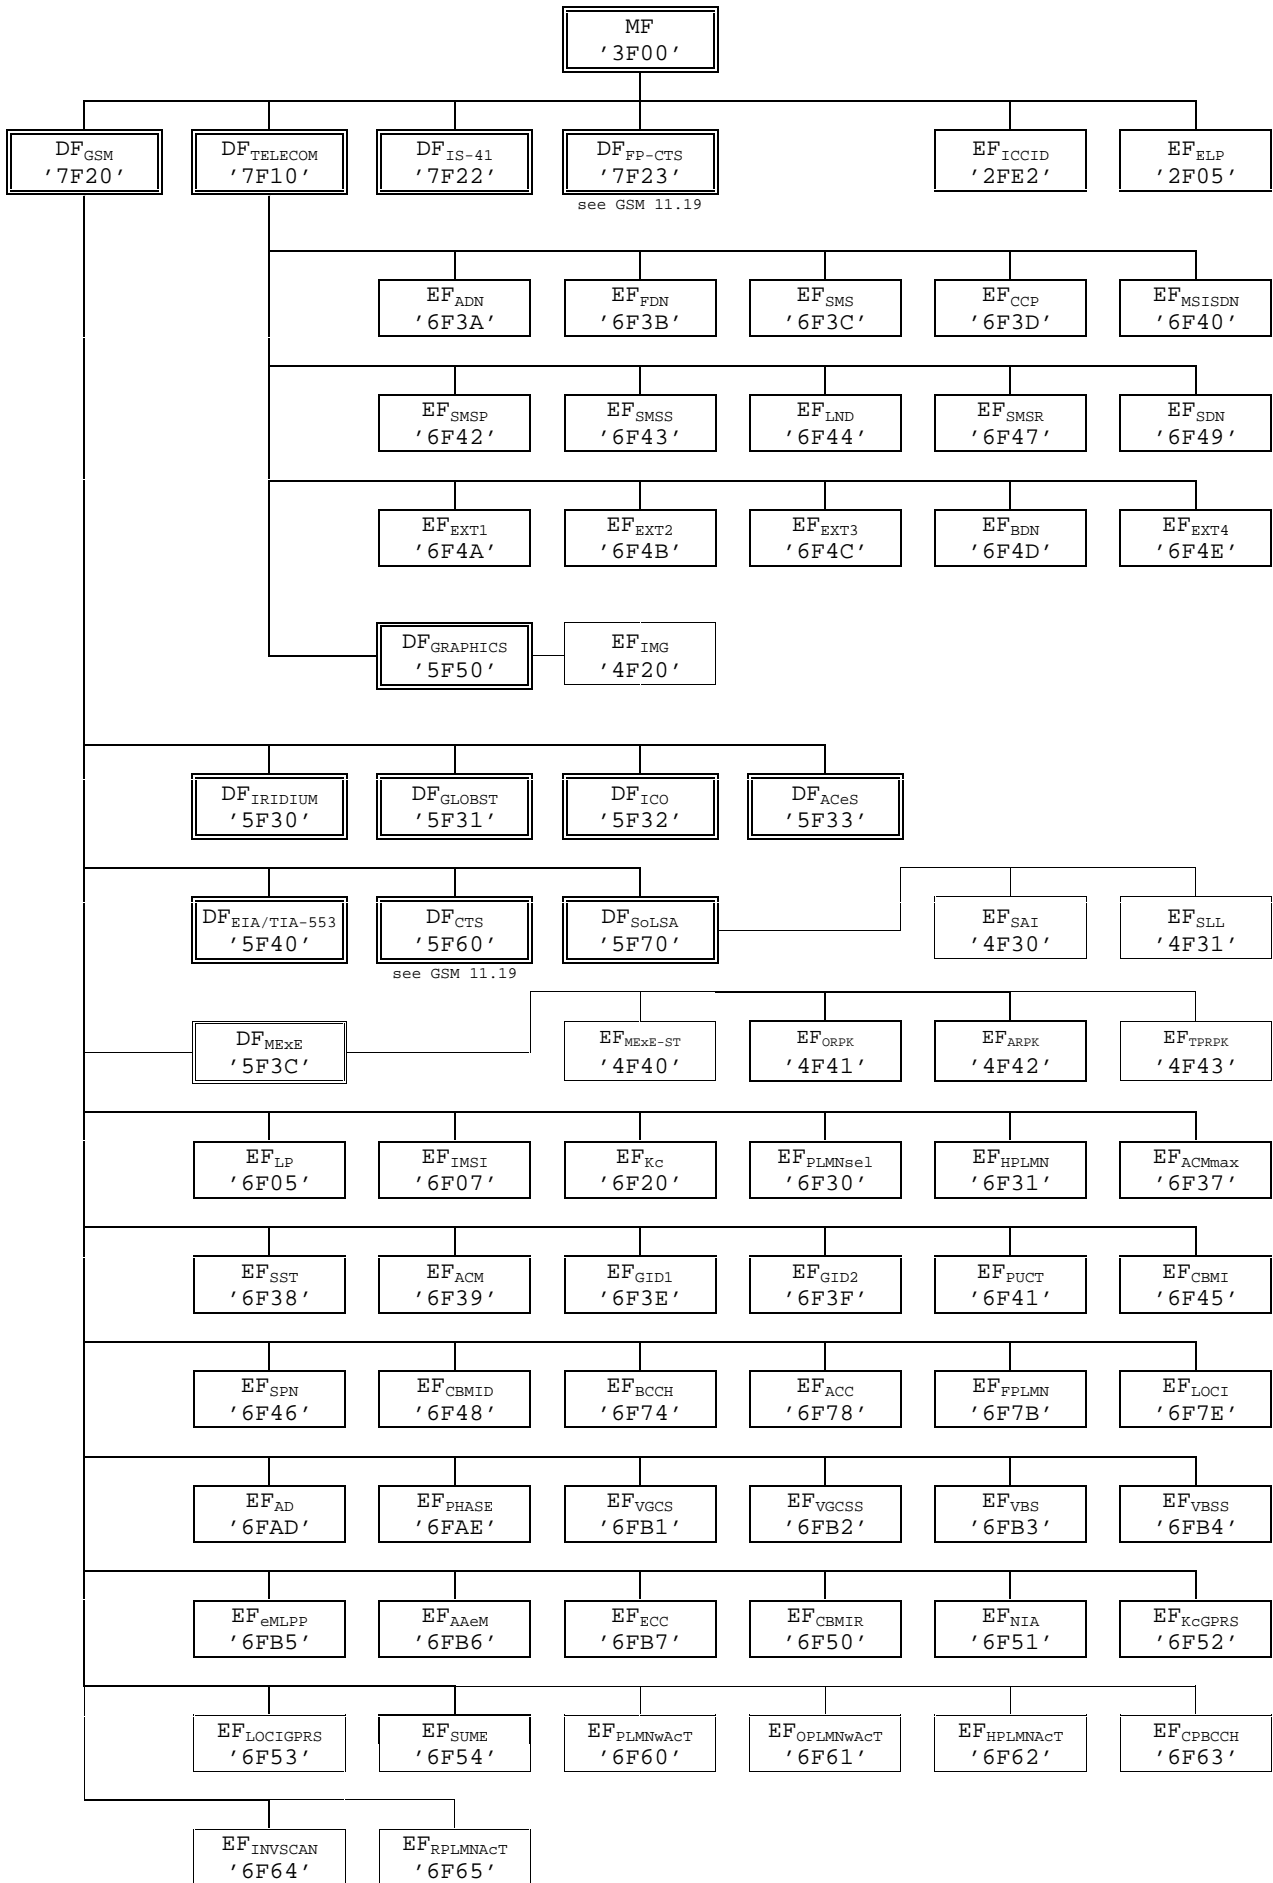 MF
'3F00'
DFGSM
'7F20'
DFTELECOM
'7F10'
DFIS-41
'7F22'
DFFP-CTS
'7F23'
see GSM 11.19
EFICCID
'2FE2'
EFELP
'2F05'
EFADN
'6F3A'
EFFDN
'6F3B'
EFSMS
'6F3C'
EFCCP
'6F3D'
EFMSISDN
'6F40'
EFSMSP
'6F42'
EFSMSS
'6F43'
EFLND
'6F44'
EFSMSR
'6F47'
EFSDN
'6F49'
EFEXT1
'6F4A'
EFEXT2
'6F4B'
EFEXT3
'6F4C'
EFBDN
'6F4D'
EFEXT4
'6F4E'
DFGRAPHICS
'5F50'
EFIMG
'4F20'
DFIRIDIUM
'5F30'
DFGLOBST
'5F31'
DFICO
'5F32'
DFACeS
'5F33'
DFEIA/TIA-553
'5F40'
DFCTS
'5F60'
see GSM 11.19
DFSoLSA
'5F70'
EFSAI
'4F30'
EFSLL
'4F31'
DFMExE
'5F3C'
EFMExE-ST
'4F40'
EFORPK
'4F41'
EFARPK
'4F42'
EFTPRPK
'4F43'
EFLP
'6F05'
EFIMSI
'6F07'
EFKc
'6F20'
EFPLMNsel
'6F30'
EFHPLMN
'6F31'
EFACMmax
'6F37'
EFSST
'6F38'
EFACM
'6F39'
EFGID1
'6F3E'
EFGID2
'6F3F'
EFPUCT
'6F41'
EFCBMI
'6F45'
EFSPN
'6F46'
EFCBMID
'6F48'
EFBCCH
'6F74'
EFACC
'6F78'
EFFPLMN
'6F7B'
EFLOCI
'6F7E'
EFAD
'6FAD'
EFPHASE
'6FAE'
EFVGCS
'6FB1'
EFVGCSS
'6FB2'
EFVBS
'6FB3'
EFVBSS
'6FB4'
EFeMLPP
'6FB5'
EFAAeM
'6FB6'
EFECC
'6FB7'
EFCBMIR
'6F50'
EFNIA
'6F51'
EFKcGPRS
'6F52'
EFLOCIGPRS
'6F53'
EFSUME
'6F54'
EFPLMNwAcT
'6F60'
EFOPLMNwAcT
'6F61'
EFHPLMNAcT
'6F62'
EFCPBCCH
'6F63'
EFINVSCAN
'6F64'
EFRPLMNAcT
'6F65'